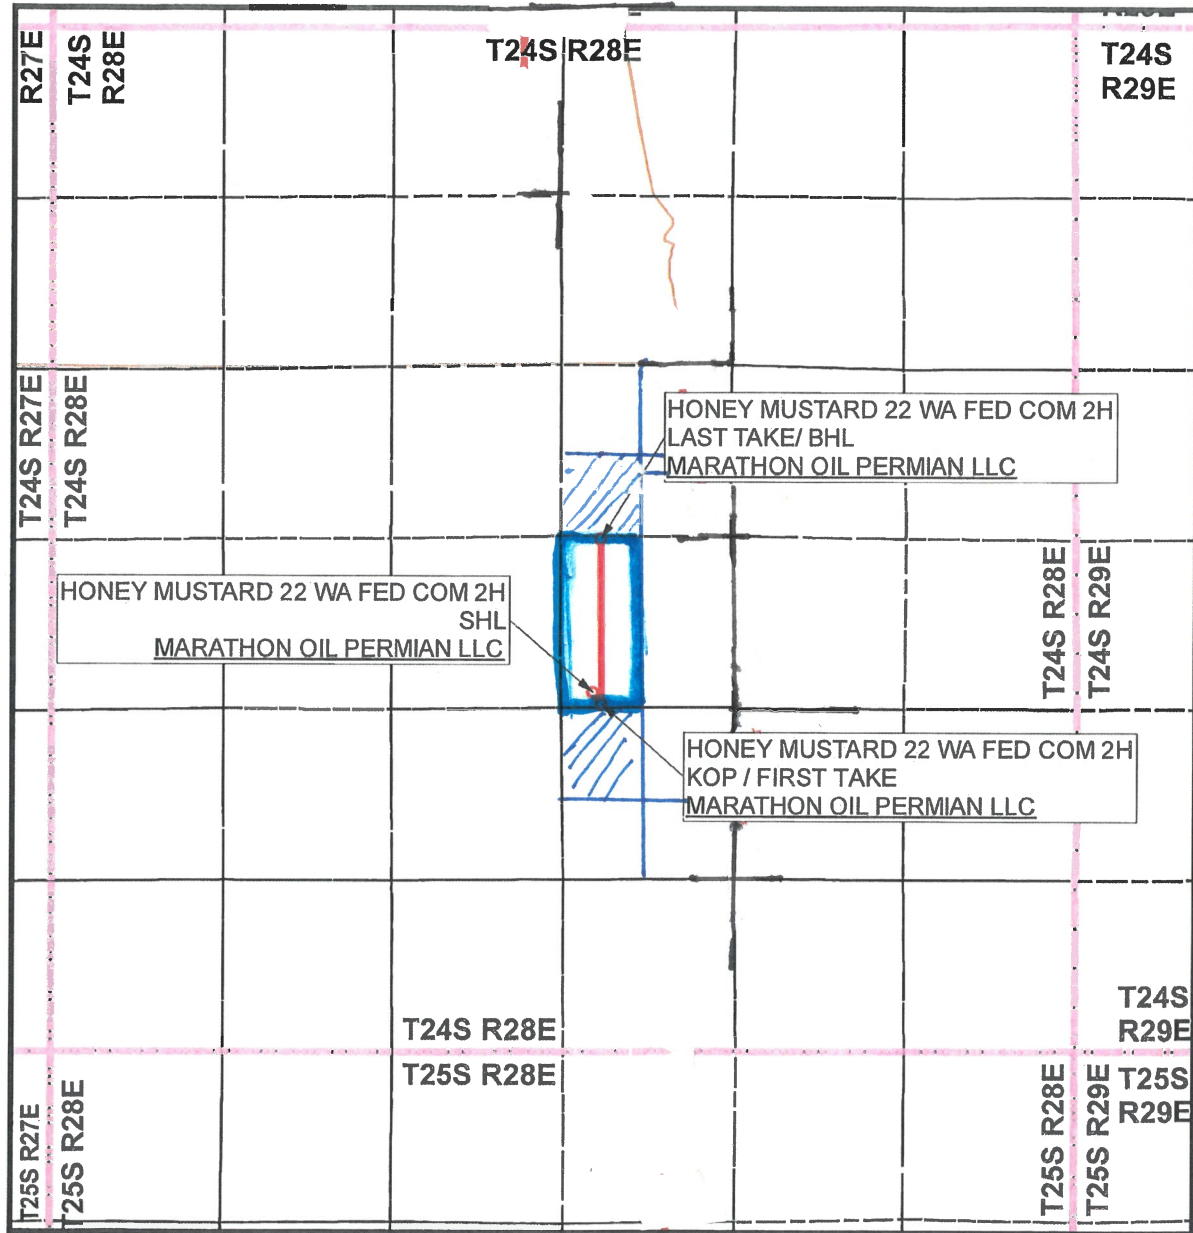 R27E
T24S
R28E
T24S R28E
T24S
R29E
T24S R27E
T24S R28E
HONEY MUSTARD 22 WA FED COM 2H
LAST TAKE/ BHL
MARATHON OIL PERMIAN LLC
HONEY MUSTARD 22 WA FED COM 2H
SHL
MARATHON OIL PERMIAN LLC
T24S R28E
T24S R29E
HONEY MUSTARD 22 WA FED COM 2H
KOP / FIRST TAKE
MARATHON OIL PERMIAN LLC
T24S R28E
T25S R28E
T24S
R29E
T25S
R29E
T25S R27E
T25S R28E
T25S R28E
T25S R29E